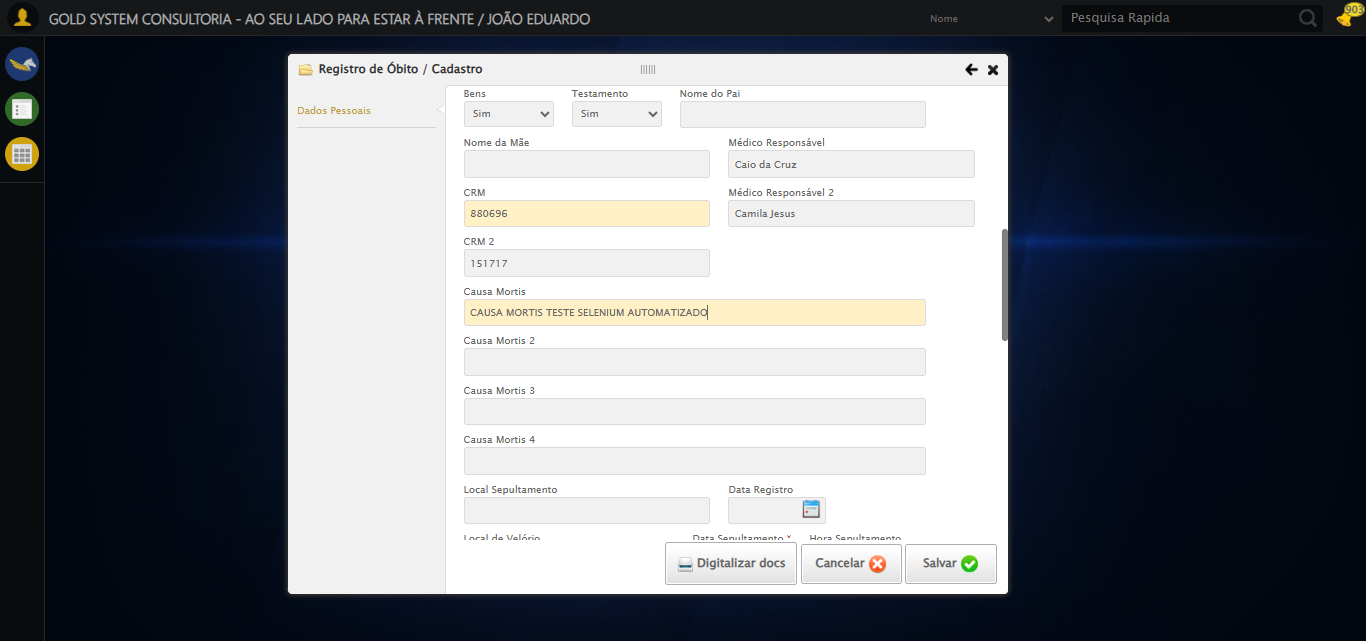 GOLD SYSTEM CONSULTORIA - AO SEU LADO PARA ESTAR À FRENTE / JOÃO EDUARDO
Nome
Pesquisa Rapida
903
Registro de Óbito / Cadastro
Dados Pessoais
Bens Testamento Nome do Pai
Sim Sim
Nome da Mãe Médico Responsável
Caio da Cruz
CRM Médico Responsável 2
880696 Camila Jesus
CRM 2
151717
Causa Mortis
CAUSA MORTIS TESTE SELENIUM AUTOMATIZADO
Causa Mortis 2
Causa Mortis 3
Causa Mortis 4
Local Sepultamento Data Registro
Local de Velório Data Sepultamento * Hora Sepultamento
Digitalizar docs Cancelar Salvar